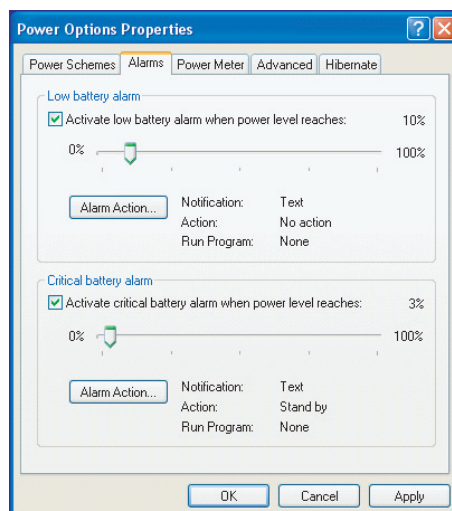 Power Options Properties
Power Schemes Alarms Power Meter Advanced Hibernate
Low battery alarm
Activate low battery alarm when power level reaches: 10%
0% 100%
Alarm Action... Notification: Text
Action: No action
Run Program: None
Critical battery alarm
Activate critical battery alarm when power level reaches: 3%
0% 100%
Alarm Action... Notification: Text
Action: Stand by
Run Program: None
OK Cancel Apply